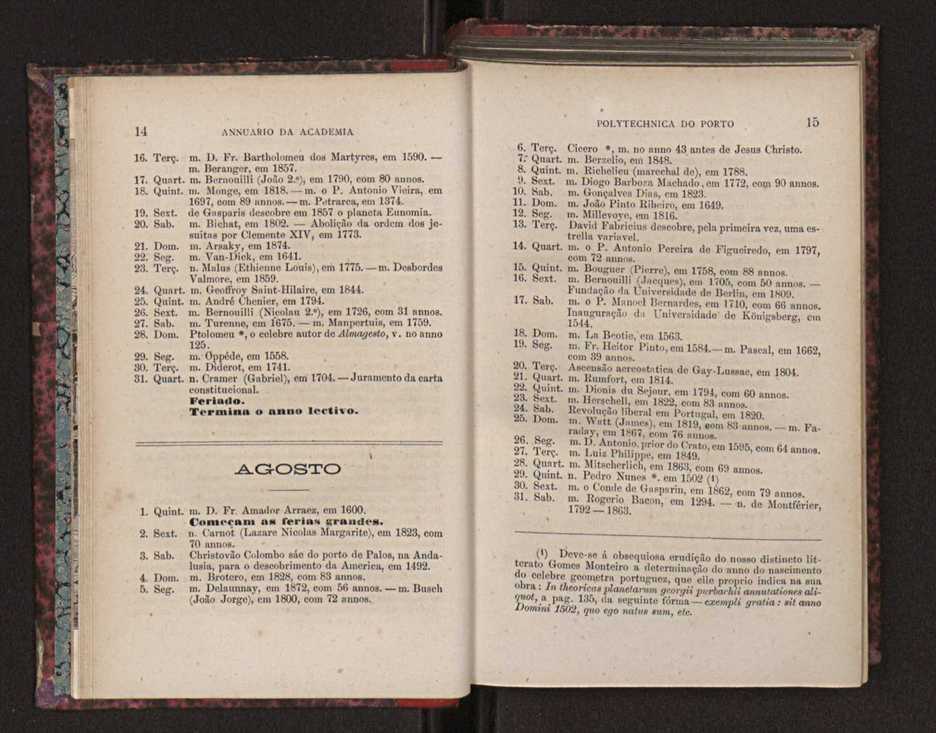 14 ANNUARIO DA ACADEMIA
16. Terç. m. D. Fr. Bartholomeu dos Martyres, em 1590. —
m. Beranger, em 1857.
17. Quart. m. Bernouilli (João 2.º), em 1790, com 80 annos.
18. Quint. m. Monge, em 1818. — m. o P. Antonio Vieira, em
1697, com 89 annos. — m. Petrarca, em 1374.
19. Sext. de Gasparis descobre em 1857 o planeta Eunomia.
20. Sab. m. Bichat, em 1802. — Abolição da ordem dos je-
suitas por Clemente XIV, em 1773.
21. Dom. m. Arsaky, em 1874.
22. Seg. m. Van-Dick, em 1641.
23. Terç. n. Malus (Ethienne Louis), em 1775. — m. Desbordes
Valmore, em 1859.
24. Quart. m. Geoffroy Saint-Hilaire, em 1844.
25. Quint. m. André Chenier, em 1794.
26. Sext. m. Bernouilli (Nicolau 2.º), em 1726, com 31 annos.
27. Sab. m. Turenne, em 1675. — m. Manpertuis, em 1759.
28. Dom. Ptolomeu *, o celebre autor de Almagesto, v. no anno
125.
29. Seg. m. Oppéde, em 1558.
30. Terç. m. Diderot, em 1741.
31. Quart. n. Cramer (Gabriel), em 1704. — Juramento da carta
constitucional.
Feriado.
Termina o anno lectivo.
AGOSTO
1. Quint. m. D. Fr. Amador Arraez, em 1600.
Começam as ferias grandes.
2. Sext. n. Carnot (Lazare Nicolas Margarite), em 1823, com
70 annos.
3. Sab. Christovão Colombo sáe do porto de Palos, na Anda-
lusia, para o descobrimento da America, em 1492.
4. Dom. m. Brotero, em 1828, com 83 annos.
5. Seg. m. Delaunnay, em 1872, com 56 annos. — m. Busch
(João Jorge), em 1800, com 72 annos.
POLYTECHNICA DO PORTO 15
6. Terç. Cicero *, m. no anno 43 antes de Jesus Christo.
7. Quart. m. Berzelio, em 1848.
8. Quint. m. Richelieu (marechal de), em 1788.
9. Sext. m. Diogo Barboza Machado, em 1772, com 90 annos.
10. Sab. m. Gonçalves Dias, em 1823.
11. Dom. m. João Pinto Ribeiro, em 1649.
12. Seg. m. Millevoye, em 1816.
13. Terç. David Fabricius descobre, pela primeira vez, uma es-
trella variavel.
14. Quart. m. o P. Antonio Pereira de Figueiredo, em 1797,
com 72 annos.
15. Quint. m. Bouguer (Pierre), em 1758, com 88 annos.
16. Sext. m. Bernouilli (Jacques), em 1705, com 50 annos. —
Fundação da Universidade de Berlin, em 1809.
17. Sab. m. o P. Manoel Bernardes, em 1710, com 66 annos.
Inauguração da Universidade de Königsberg, em
1544.
18. Dom. m. La Beotie, em 1563.
19. Seg. m. Fr. Heitor Pinto, em 1584. — m. Pascal, em 1662,
com 39 annos.
20. Terç. Ascensão aereostatica de Gay-Lussac, em 1804.
21. Quart. m. Rumfort, em 1814.
22. Quint. m. Dionis du Sejour, em 1794, com 60 annos.
23. Sext. m. Herschell, em 1822, com 83 annos.
24. Sab. Revolução liberal em Portugal, em 1820.
25. Dom. m. Watt (James), em 1819, com 83 annos. — m. Fa-
raday, em 1867, com 76 annos.
26. Seg. m. D. Antonio, prior do Crato, em 1595, com 64 annos.
27. Terç. m. Luiz Philippe, em 1849.
28. Quart. m. Mitscherlich, em 1863, com 69 annos.
29. Quint. n. Pedro Nunes *. em 1502 (1)
30. Sext. m. o Conde de Gasparin, em 1862, com 79 annos.
31. Sab. m. Rogerio Bacon, em 1294. — n. de Montférier,
1792 — 1863.
(1) Deve-se á obsequiosa erudição do nosso distincto lit-
terato Gomes Monteiro a determinação do anno do nascimento
do celebre geometra portuguez, que elle proprio indica na sua
obra: In theoricas planetarum georgii purbachii annutationes ali-
quot, a pag. 135, da seguinte fórma — exempli gratia: sit anno
Domini 1502, quo ego natus sum, etc.